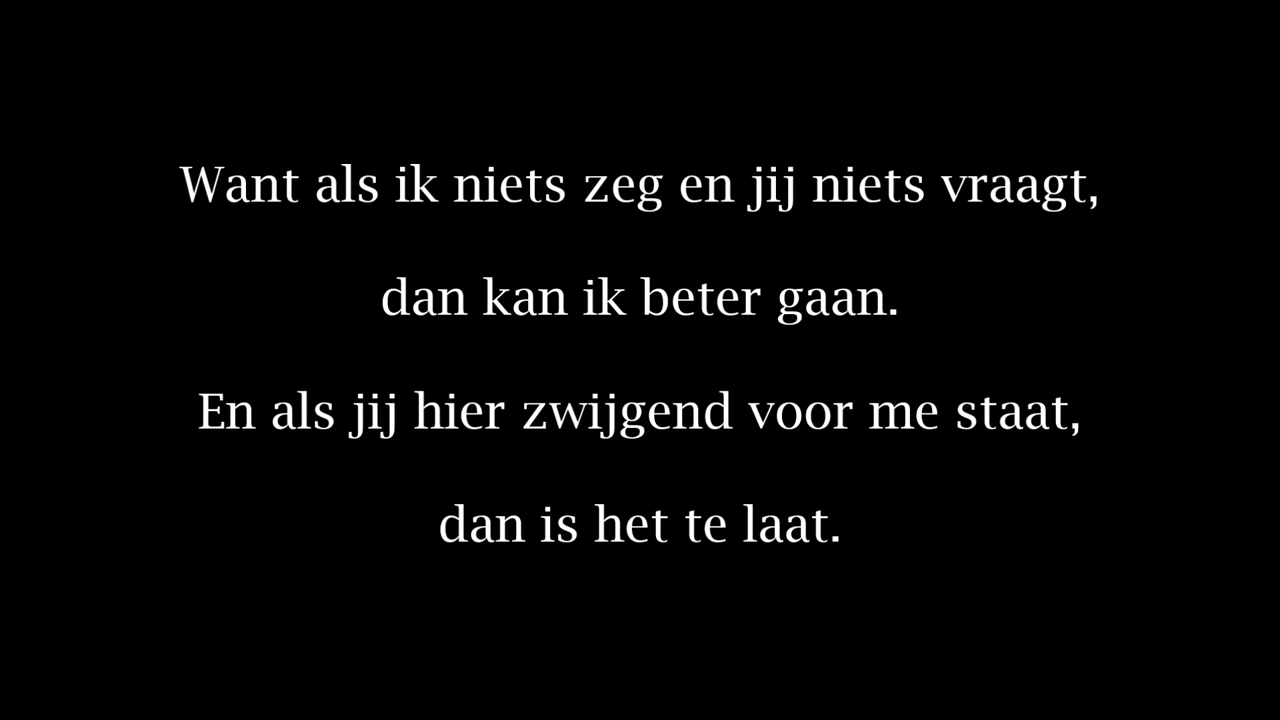 Want als ik niets zeg en jij niets vraagt,
dan kan ik beter gaan.
En als jij hier zwijgend voor me staat,
dan is het te laat.